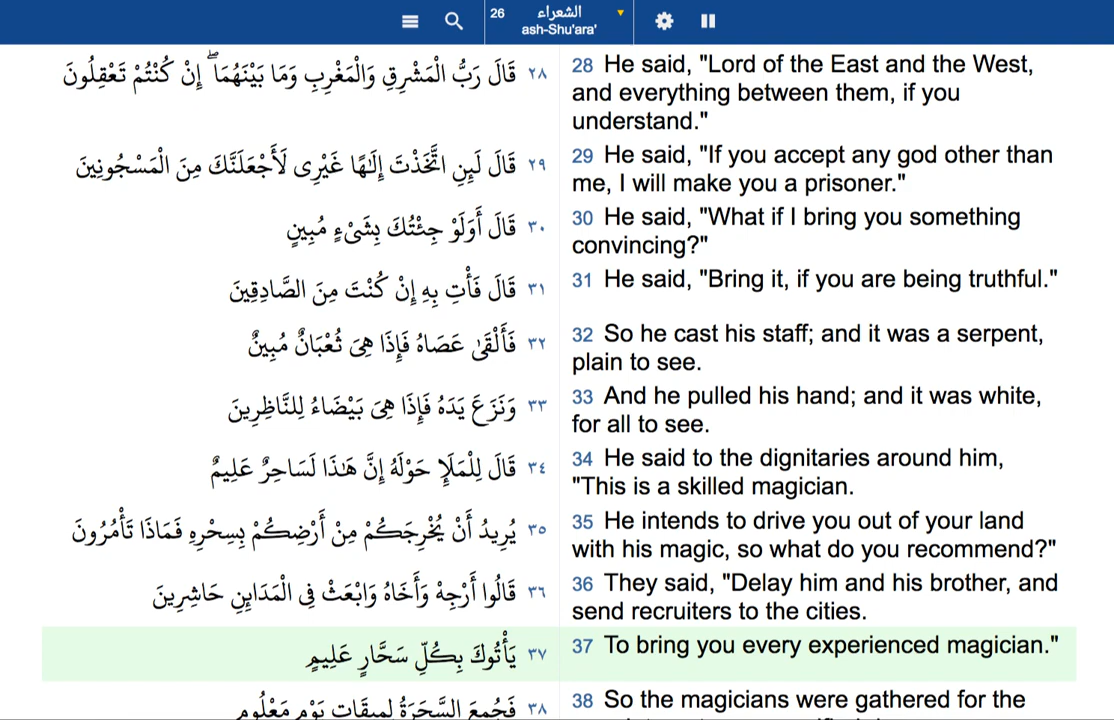 26
الشعراء
ash-Shu'ara'
٢٨ قَالَ رَبُّ الْمَشْرِقِ وَالْمَغْرِبِ وَمَا بَيْنَهُمَا ۖ إِنْ كُنْتُمْ تَعْقِلُونَ
28 He said, "Lord of the East and the West,
and everything between them, if you
understand."
٢٩ قَالَ لَئِنِ اتَّخَذْتَ إِلَٰهًا غَيْرِى لَأَجْعَلَنَّكَ مِنَ الْمَسْجُونِينَ
29 He said, "If you accept any god other than
me, I will make you a prisoner."
٣٠ قَالَ أَوَلَوْ جِئْتُكَ بِشَىْءٍ مُبِينٍ
30 He said, "What if I bring you something
convincing?"
٣١ قَالَ فَأْتِ بِهِ إِنْ كُنْتَ مِنَ الصَّادِقِينَ
31 He said, "Bring it, if you are being truthful."
٣٢ فَأَلْقَىٰ عَصَاهُ فَإِذَا هِىَ ثُعْبَانٌ مُبِينٌ
32 So he cast his staff; and it was a serpent,
plain to see.
٣٣ وَنَزَعَ يَدَهُ فَإِذَا هِىَ بَيْضَاءُ لِلنَّاظِرِينَ
33 And he pulled his hand; and it was white,
for all to see.
٣٤ قَالَ لِلْمَلَإِ حَوْلَهُ إِنَّ هَٰذَا لَسَاحِرٌ عَلِيمٌ
34 He said to the dignitaries around him,
"This is a skilled magician.
٣٥ يُرِيدُ أَنْ يُخْرِجَكُمْ مِنْ أَرْضِكُمْ بِسِحْرِهِ فَمَاذَا تَأْمُرُونَ
35 He intends to drive you out of your land
with his magic, so what do you recommend?"
٣٦ قَالُوا أَرْجِهْ وَأَخَاهُ وَابْعَثْ فِى الْمَدَائِنِ حَاشِرِينَ
36 They said, "Delay him and his brother, and
send recruiters to the cities.
٣٧ يَأْتُوكَ بِكُلِّ سَحَّارٍ عَلِيمٍ
37 To bring you every experienced magician."
٣٨ فَجُمِعَ السَّحَرَةُ لِمِيقَاتِ يَوْمٍ مَعْلُومٍ
38 So the magicians were gathered for the